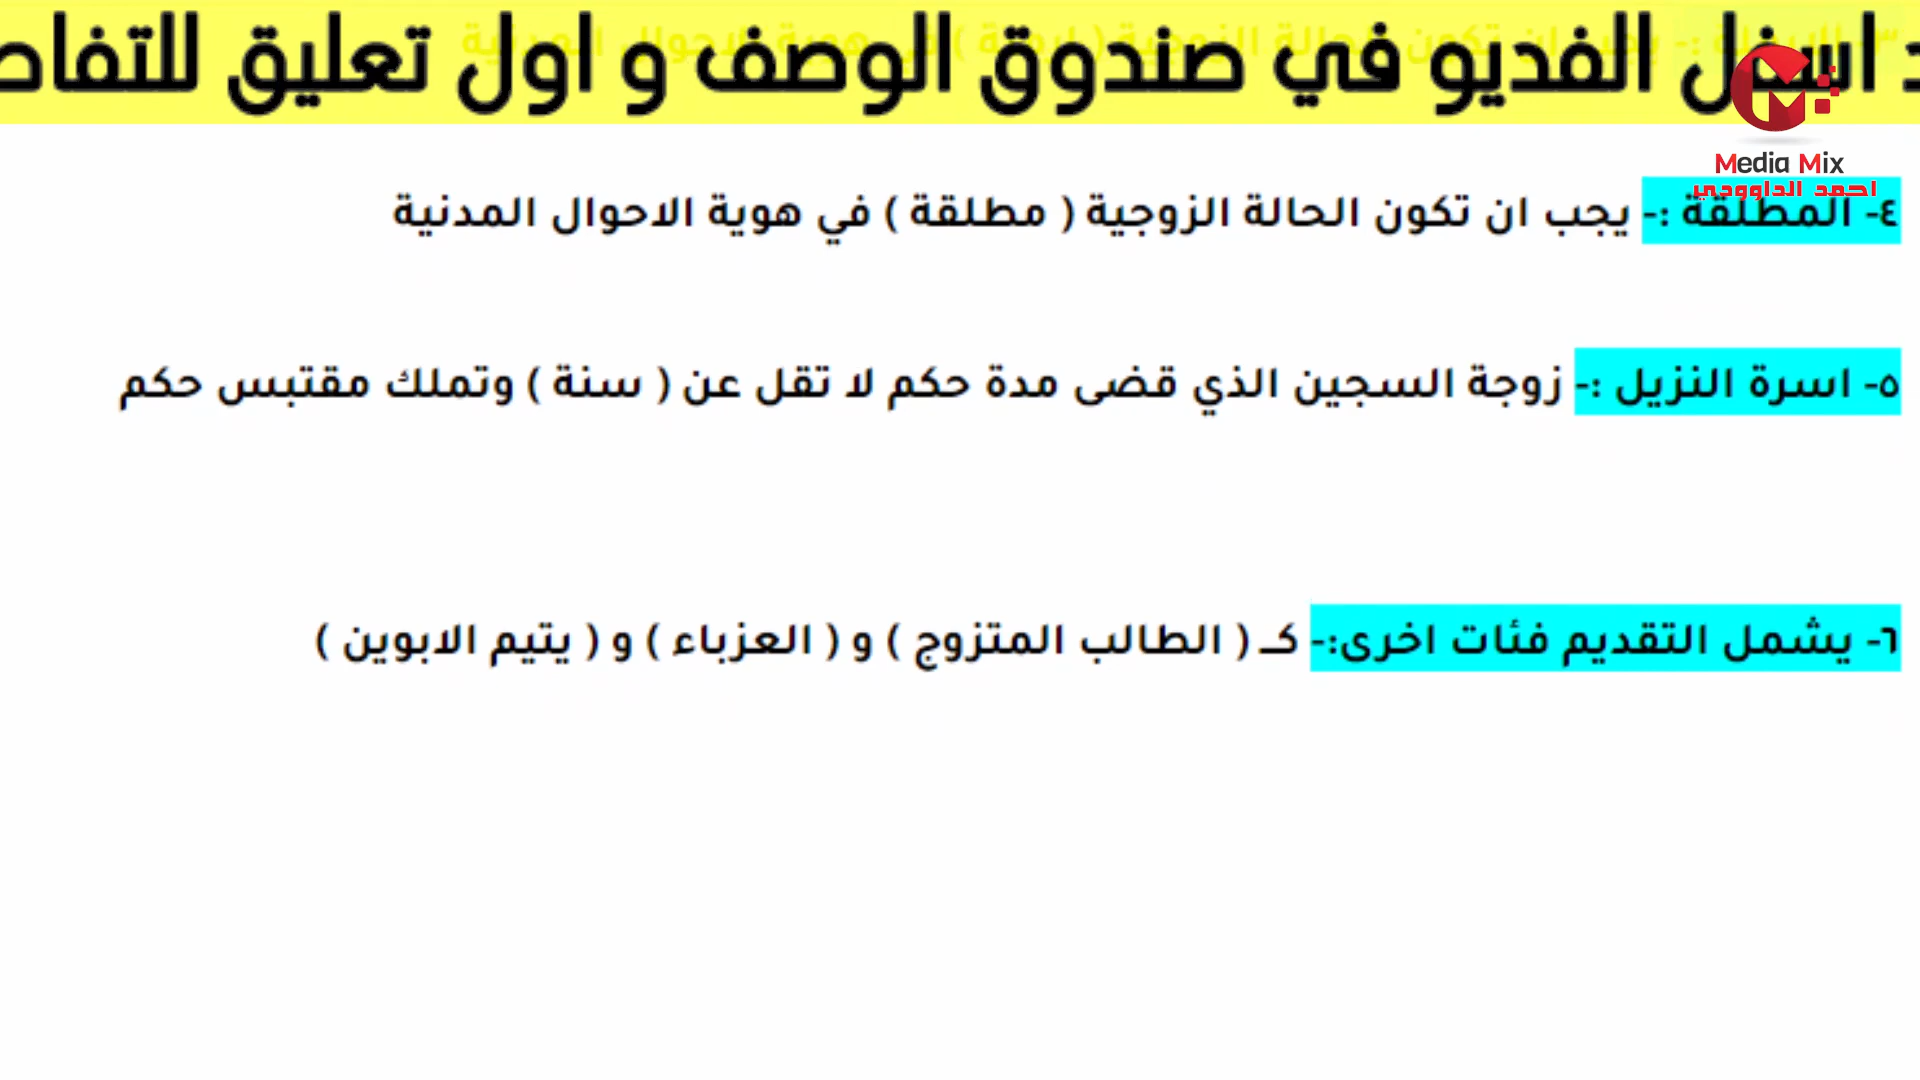 اسفل الفديو في صندوق الوصف و اول تعليق للتفاص
Media Mix
احمد الداوودي
٤- المطلقة :- يجب ان تكون الحالة الزوجية ( مطلقة ) في هوية الاحوال المدنية
٥- اسرة النزيل :- زوجة السجين الذي قضى مدة حكم لا تقل عن ( سنة ) وتملك مقتبس حكم
٦- يشمل التقديم فئات اخرى:- كـ ( الطالب المتزوج ) و ( العزباء ) و ( يتيم الابوين )